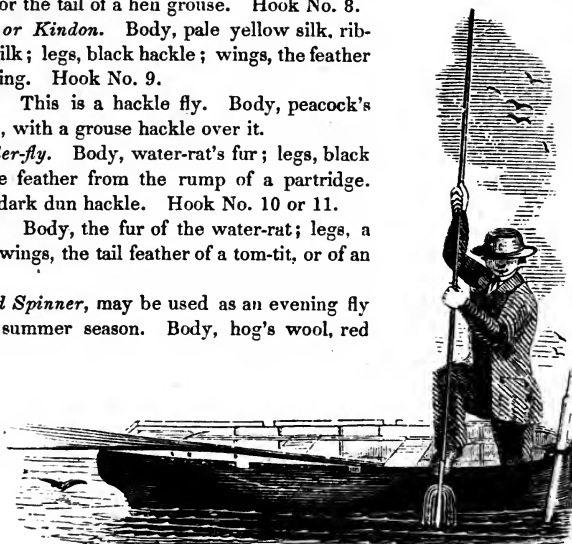 or the tail of a hen grouse. Hook No. 8.
or Kindon. Body, pale yellow silk, rib-
ilk; legs, black hackle; wings, the feather
ing. Hook No. 9.
This is a hackle fly. Body, peacock's
, with a grouse hackle over it.
er-fly. Body, water-rat's fur; legs, black
e feather from the rump of a partridge.
dark dun hackle. Hook No. 10 or 11.
Body, the fur of the water-rat; legs, a
wings, the tail feather of a tom-tit, or of an
d Spinner, may be used as an evening fly
summer season. Body, hog's wool, red